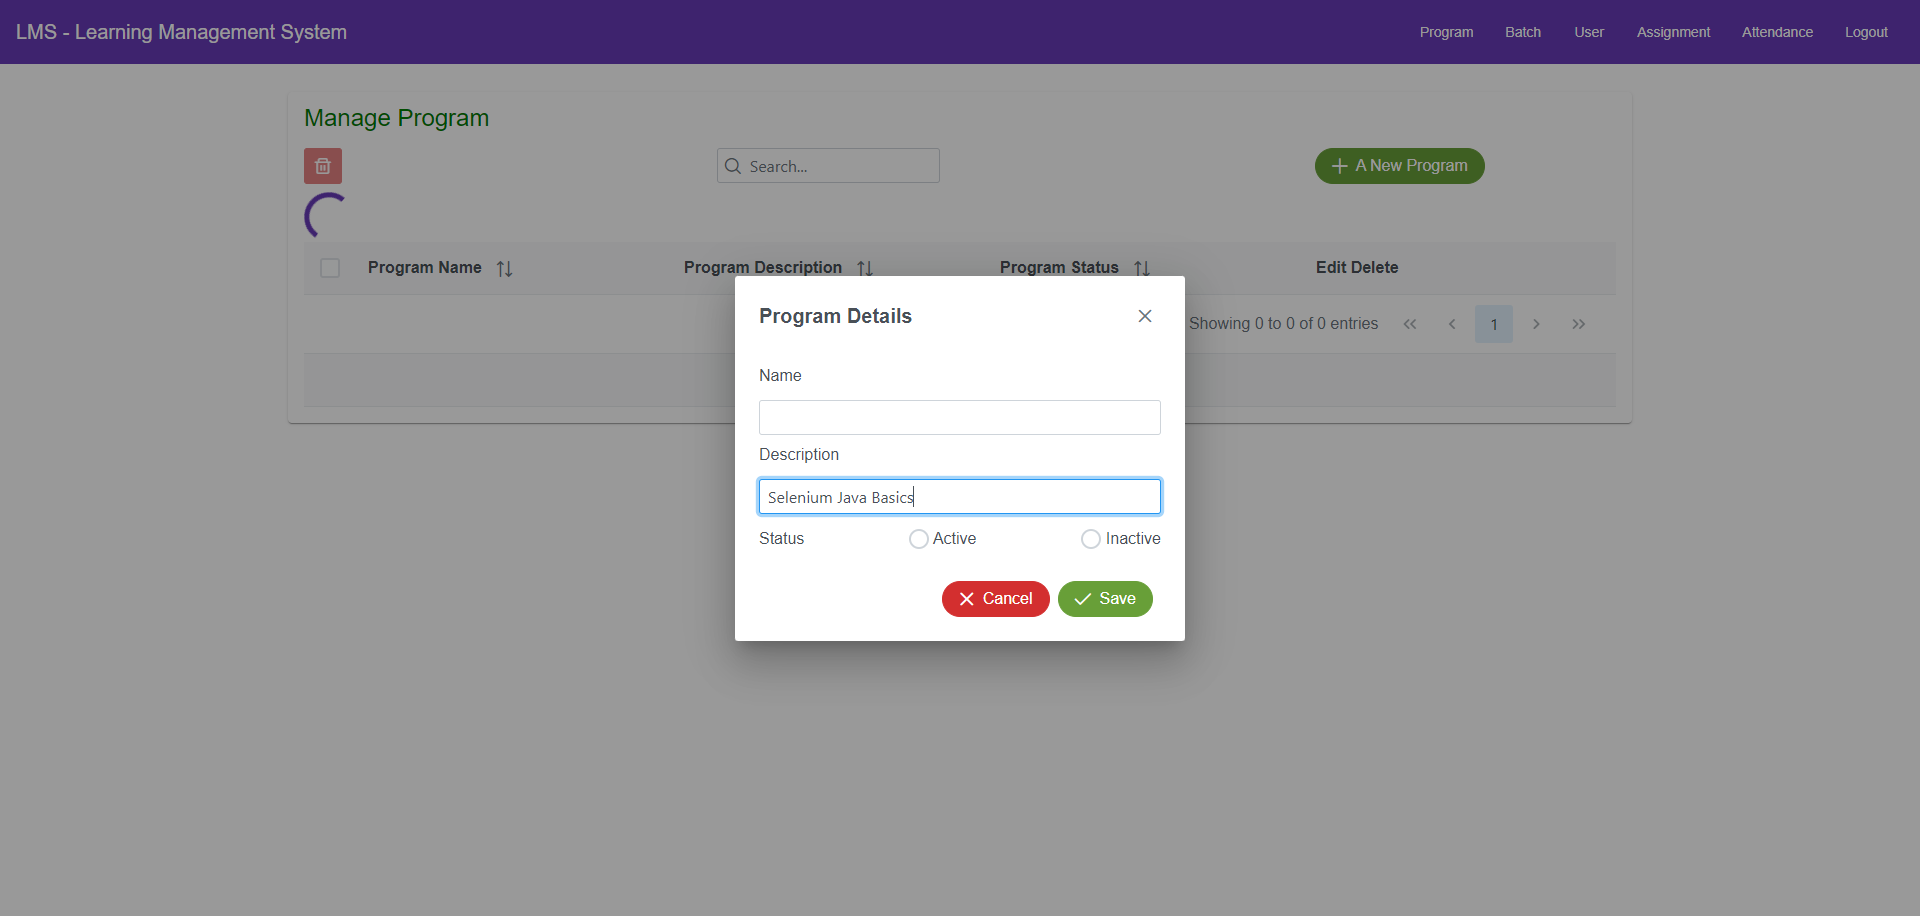 LMS - Learning Management System
Program Batch User Assignment Attendance Logout
Manage Program
Search...
A New Program
Program Name Program Description Program Status Edit Delete
Showing 0 to 0 of 0 entries 1
Program Details
Name
Description
Selenium Java Basics
Status Active Inactive
Cancel Save